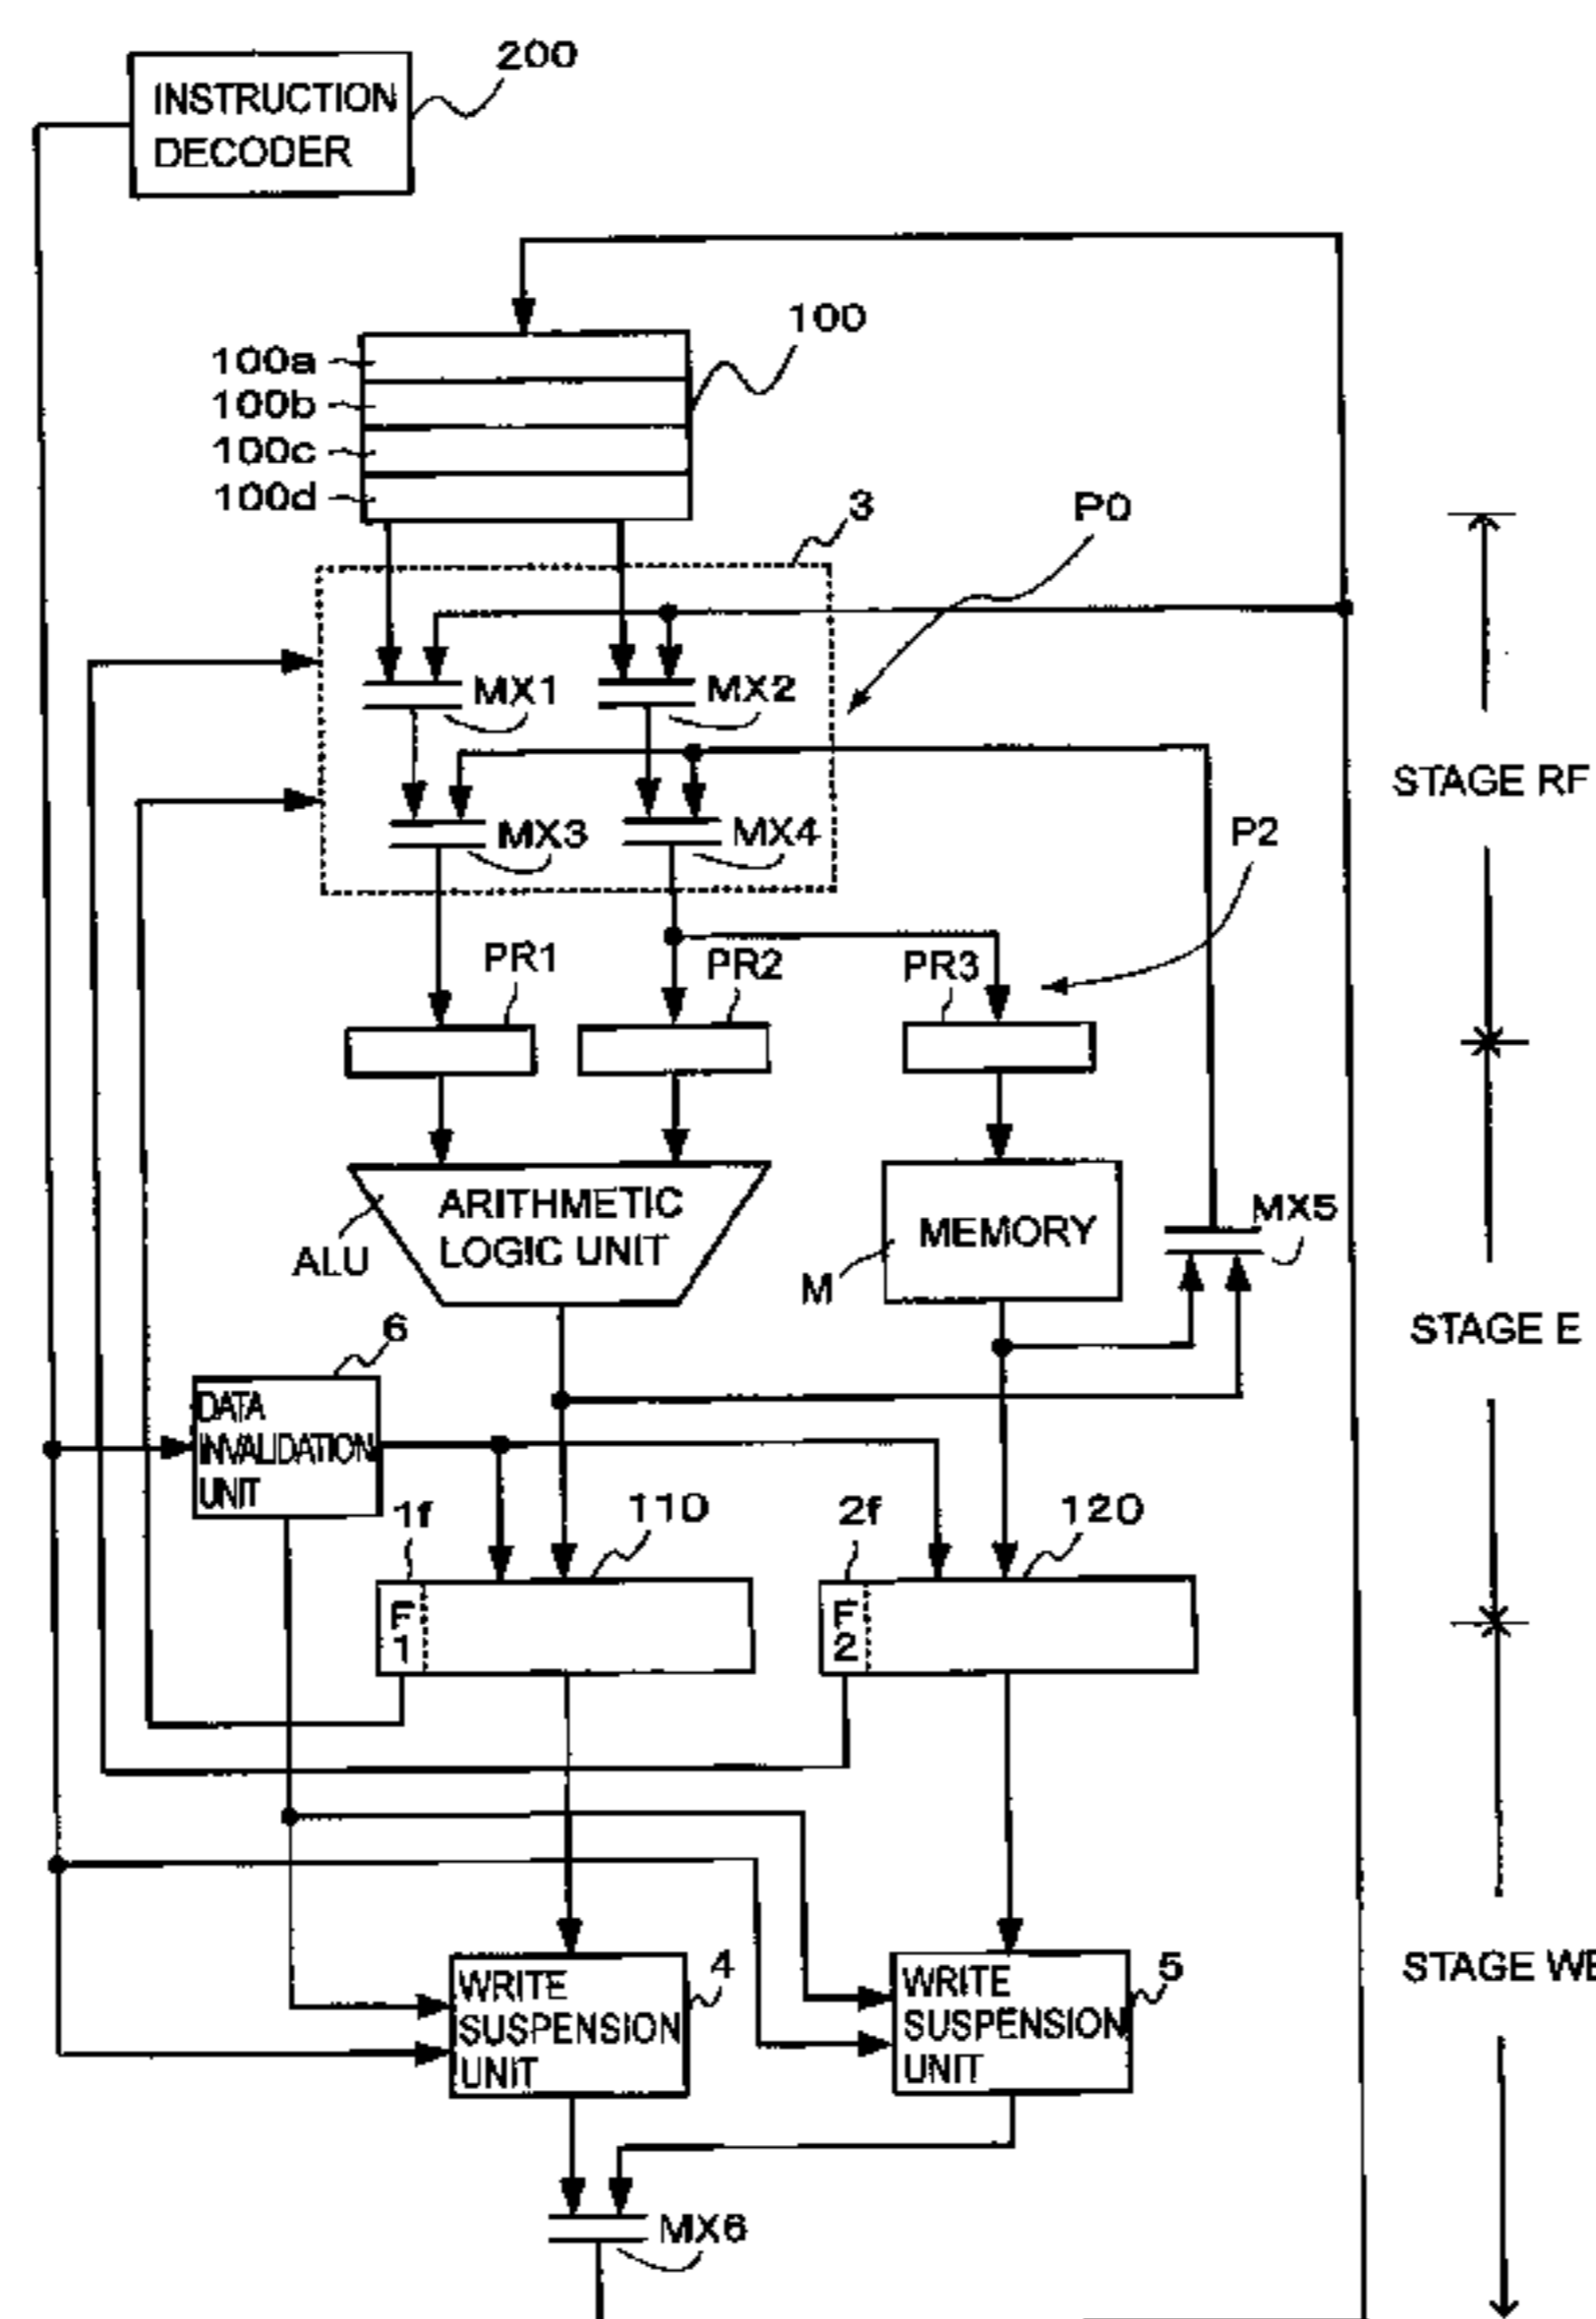 200
INSTRUCTION
DECODER
100
100a
100b
100c
100d
3
P0
MX1
MX2
STAGE RF
MX3
MX4
P2
PR1
PR2
PR3
ARITHMETIC
LOGIC UNIT
ALU
MEMORY
M
MX5
STAGE E
6
DATA
INVALIDATION
UNIT
1f
110
2f
120
F
1
F
2
4
WRITE
SUSPENSION
UNIT
5
WRITE
SUSPENSION
UNIT
STAGE WB
MX6